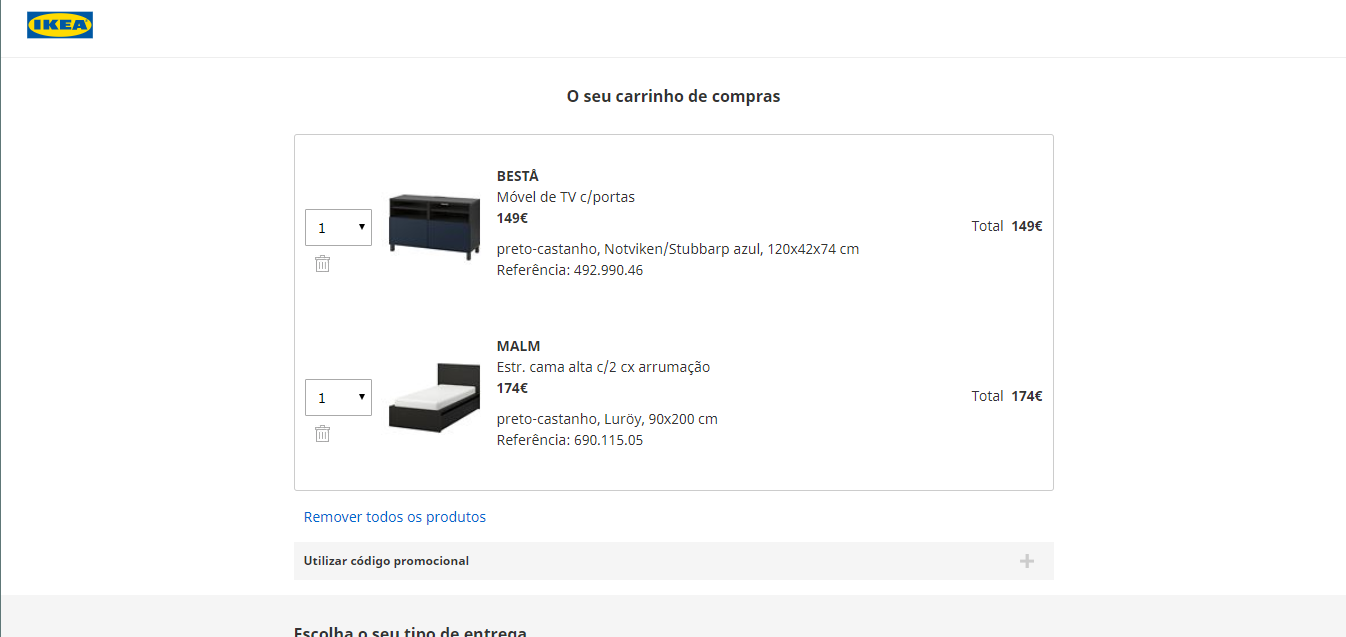 IKEA
O seu carrinho de compras
BESTÅ
Móvel de TV c/portas
149€
1
Total 149€
preto-castanho, Notviken/Stubbarp azul, 120x42x74 cm
Referência: 492.990.46
MALM
Estr. cama alta c/2 cx arrumação
174€
1
Total 174€
preto-castanho, Luröy, 90x200 cm
Referência: 690.115.05
Remover todos os produtos
Utilizar código promocional
Escolha o seu tipo de entrega